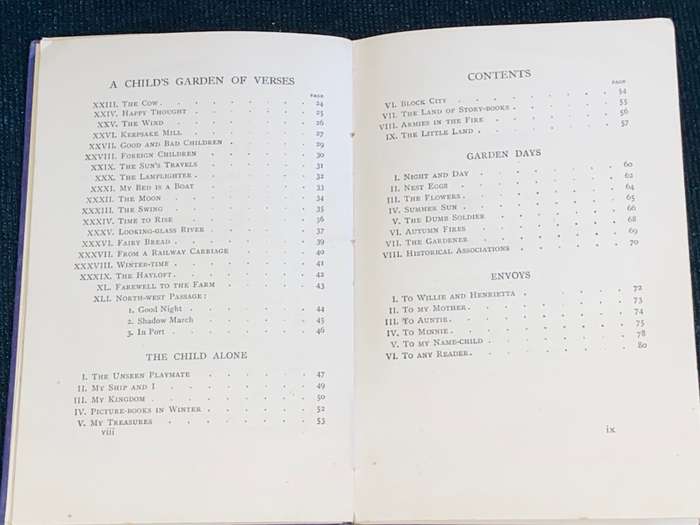 A CHILD'S GARDEN OF VERSES
PAGE
XXIII. THE COW . . . . . . . . 24
XXIV. HAPPY THOUGHT . . . . . . 25
XXV. THE WIND . . . . . . . 26
XXVI. KEEPSAKE MILL . . . . . . 27
XXVII. GOOD AND BAD CHILDREN . . . . 29
XXVIII. FOREIGN CHILDREN . . . . . 30
XXIX. THE SUN'S TRAVELS . . . . . 31
XXX. THE LAMPLIGHTER . . . . . . 32
XXXI. MY BED IS A BOAT . . . . . 33
XXXII. THE MOON . . . . . . . 34
XXXIII. THE SWING . . . . . . . 35
XXXIV. TIME TO RISE . . . . . . 36
XXXV. LOOKING-GLASS RIVER . . . . . 37
XXXVI. FAIRY BREAD . . . . . . . 39
XXXVII. FROM A RAILWAY CARRIAGE . . . . 40
XXXVIII. WINTER-TIME . . . . . . 41
XXXIX. THE HAYLOFT . . . . . . . 42
XL. FAREWELL TO THE FARM . . . . 43
XLI. NORTH-WEST PASSAGE:
1. Good Night . . . . . . 44
2. Shadow March . . . . . 45
3. In Port . . . . . . . 46
THE CHILD ALONE
I. THE UNSEEN PLAYMATE . . . . . 47
II. MY SHIP AND I . . . . . . 49
III. MY KINGDOM . . . . . . . 50
IV. PICTURE-BOOKS IN WINTER . . . . 52
V. MY TREASURES . . . . . . 53
viii
CONTENTS
PAGE
VI. BLOCK CITY . . . . . . . 54
VII. THE LAND OF STORY-BOOKS . . . . 55
VIII. ARMIES IN THE FIRE . . . . . 56
IX. THE LITTLE LAND . . . . . . 57
GARDEN DAYS
I. NIGHT AND DAY . . . . . . 60
II. NEST EGGS . . . . . . . 62
III. THE FLOWERS . . . . . . . 64
IV. SUMMER SUN . . . . . . . 65
V. THE DUMB SOLDIER . . . . . 66
VI. AUTUMN FIRES . . . . . . 68
VII. THE GARDENER . . . . . . 69
VIII. HISTORICAL ASSOCIATIONS . . . . 70
ENVOYS
I. TO WILLIE AND HENRIETTA . . . . 72
II. TO MY MOTHER . . . . . . 73
III. TO AUNTIE . . . . . . . 74
IV. TO MINNIE . . . . . . . 75
V. TO MY NAME-CHILD . . . . . 78
VI. TO ANY READER . . . . . . 80
ix